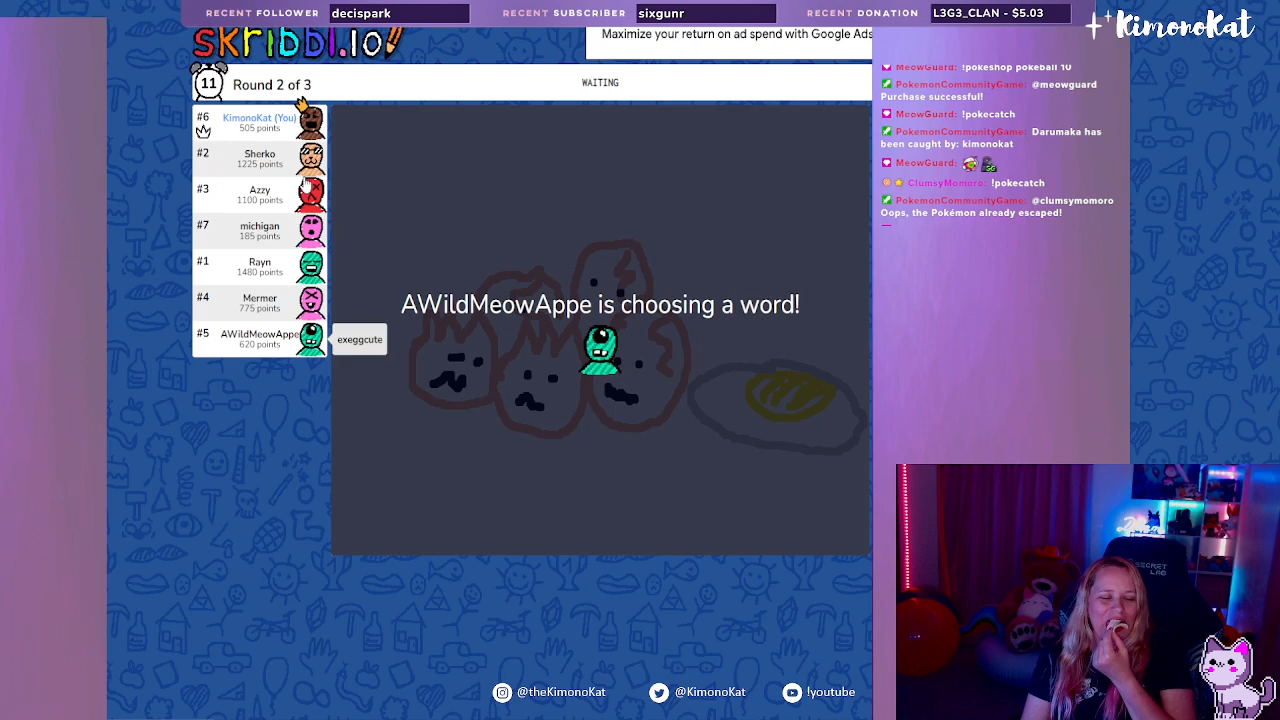 RECENT FOLLOWER decispark
RECENT SUBSCRIBER sixgunr
RECENT DONATION L3G3_CLAN - $5.03
KimonoKat
skribbl.io
Maximize your return on ad spend with Google Ads
11
Round 2 of 3
WAITING
#6 KimonoKat (You)
505 points
#2 Sherko
1225 points
#3 Azzy
1100 points
#7 michigan
185 points
#1 Rayn
1480 points
#4 Mermer
775 points
#5 AWildMeowAppe
620 points
exeggcute
AWildMeowAppe is choosing a word!
MeowGuard: !pokeshop pokeball 10
PokemonCommunityGame: @meowguard
Purchase successful!
MeowGuard: !pokecatch
PokemonCommunityGame: Darumaka has
been caught by: kimonokat
MeowGuard:
GG
ClumsyMomoro: !pokecatch
PokemonCommunityGame: @clumsymomoro
Oops, the Pokémon already escaped!
SECRET
LAB
@theKimonoKat
@KimonoKat
!youtube